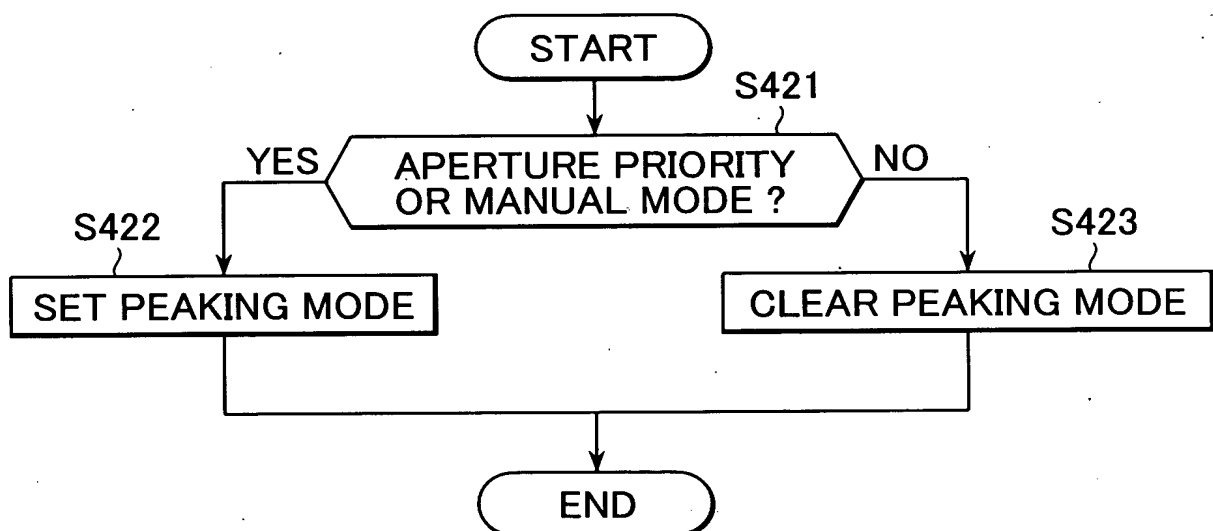 START
S421
YES
APERTURE PRIORITY
OR MANUAL MODE ?
NO
S422
SET PEAKING MODE
S423
CLEAR PEAKING MODE
END